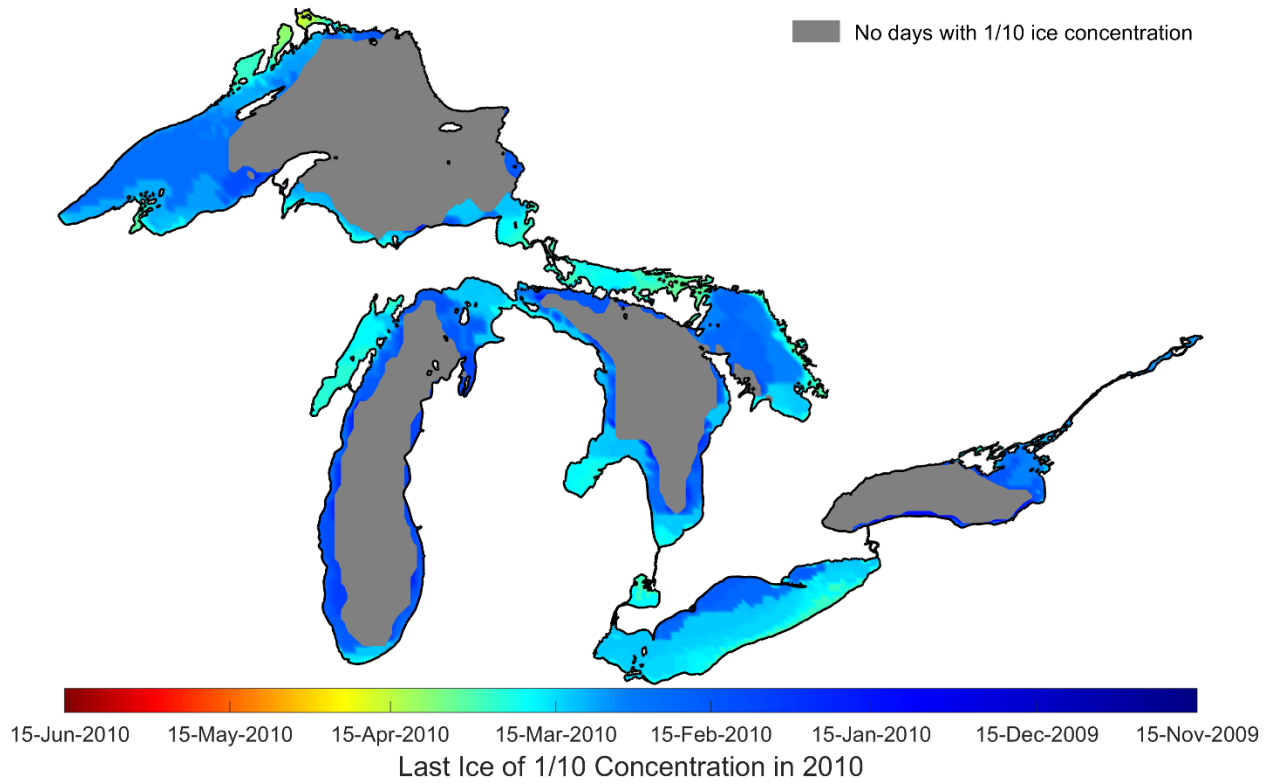 No days with 1/10 ice concentration
15-Jun-2010 15-May-2010 15-Apr-2010 15-Mar-2010 15-Feb-2010 15-Jan-2010 15-Dec-2009 15-Nov-2009
Last Ice of 1/10 Concentration in 2010